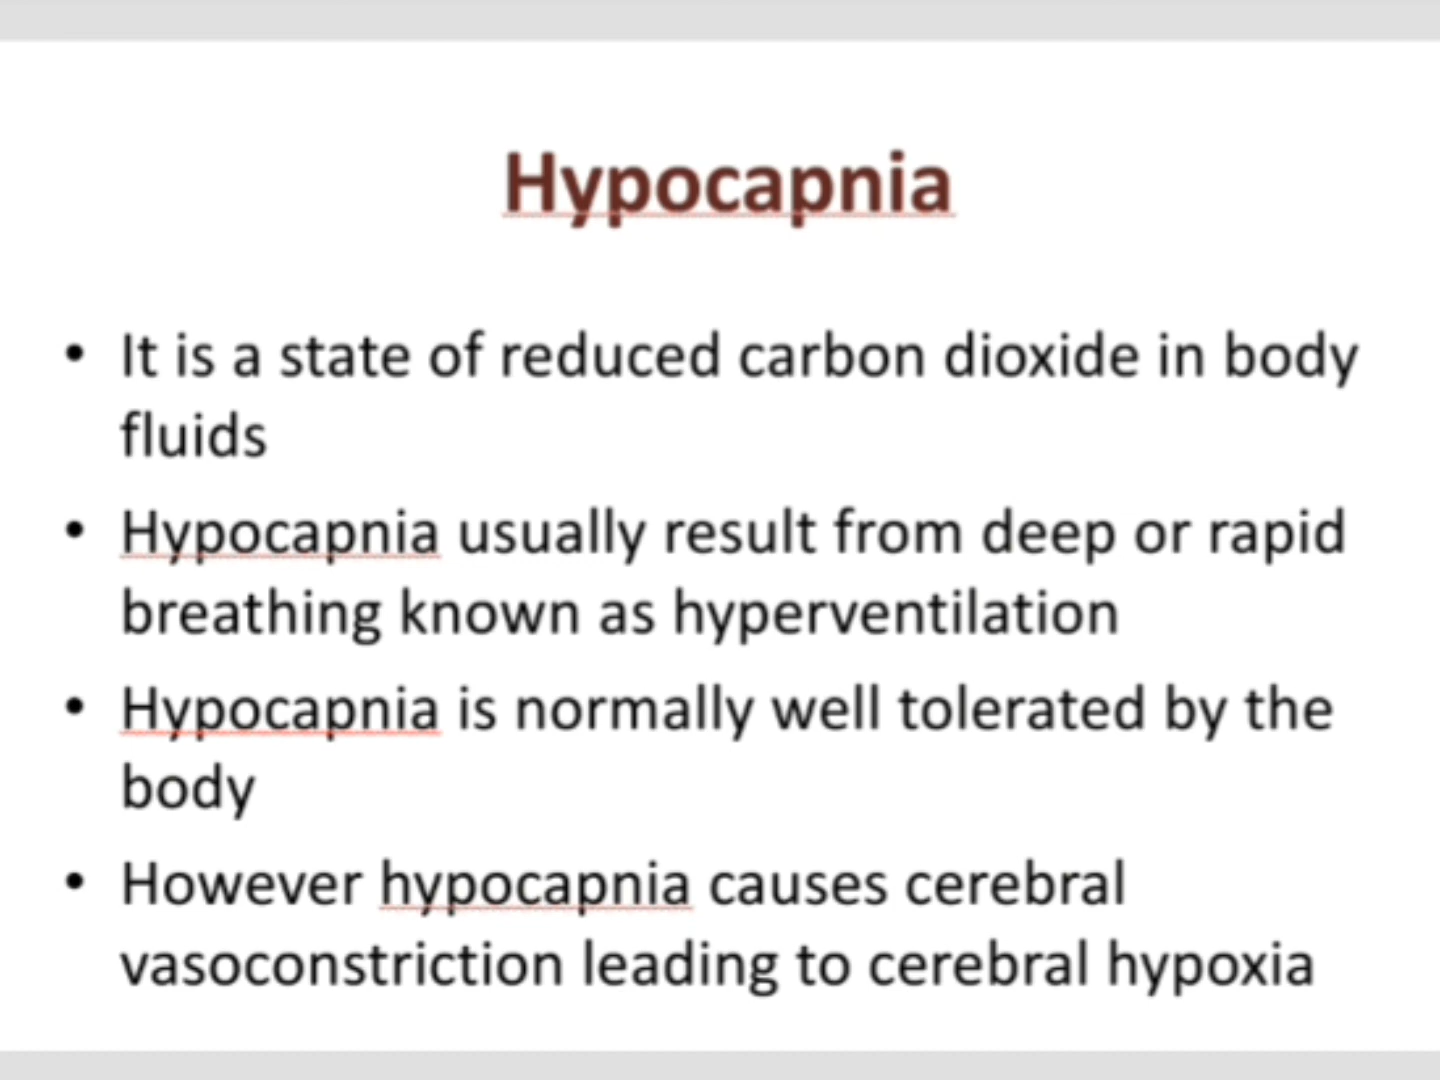 Hypocapnia
• It is a state of reduced carbon dioxide in body
fluids
• Hypocapnia usually result from deep or rapid
breathing known as hyperventilation
• Hypocapnia is normally well tolerated by the
body
• However hypocapnia causes cerebral
vasoconstriction leading to cerebral hypoxia